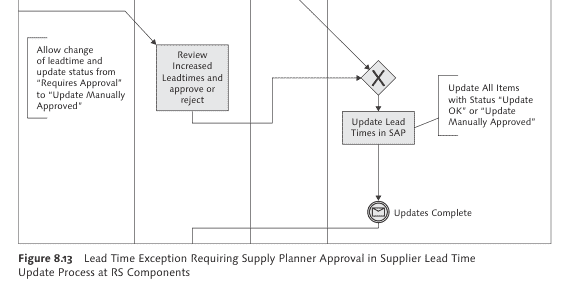 Allow change
of leadtime and
update status from
“Requires Approval”
to “Update Manually
Approved”
Review
Increased
Leadtimes and
approve or
reject
X
Update All Items
with Status “Update
OK” or “Update
Manually Approved”
Update Lead
Times in SAP
Updates Complete
Figure 8.13 Lead Time Exception Requiring Supply Planner Approval in Supplier Lead Time
Update Process at RS Components